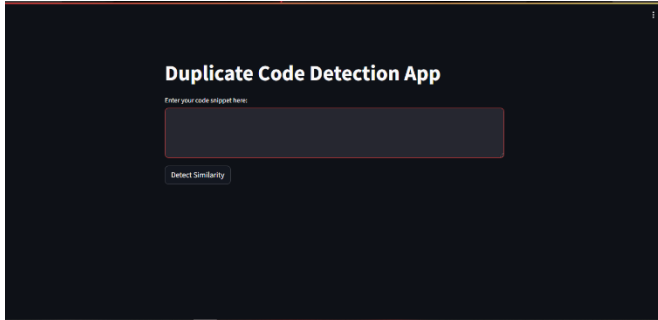 Duplicate Code Detection App
Enter your code snippet here:
Detect Similarity